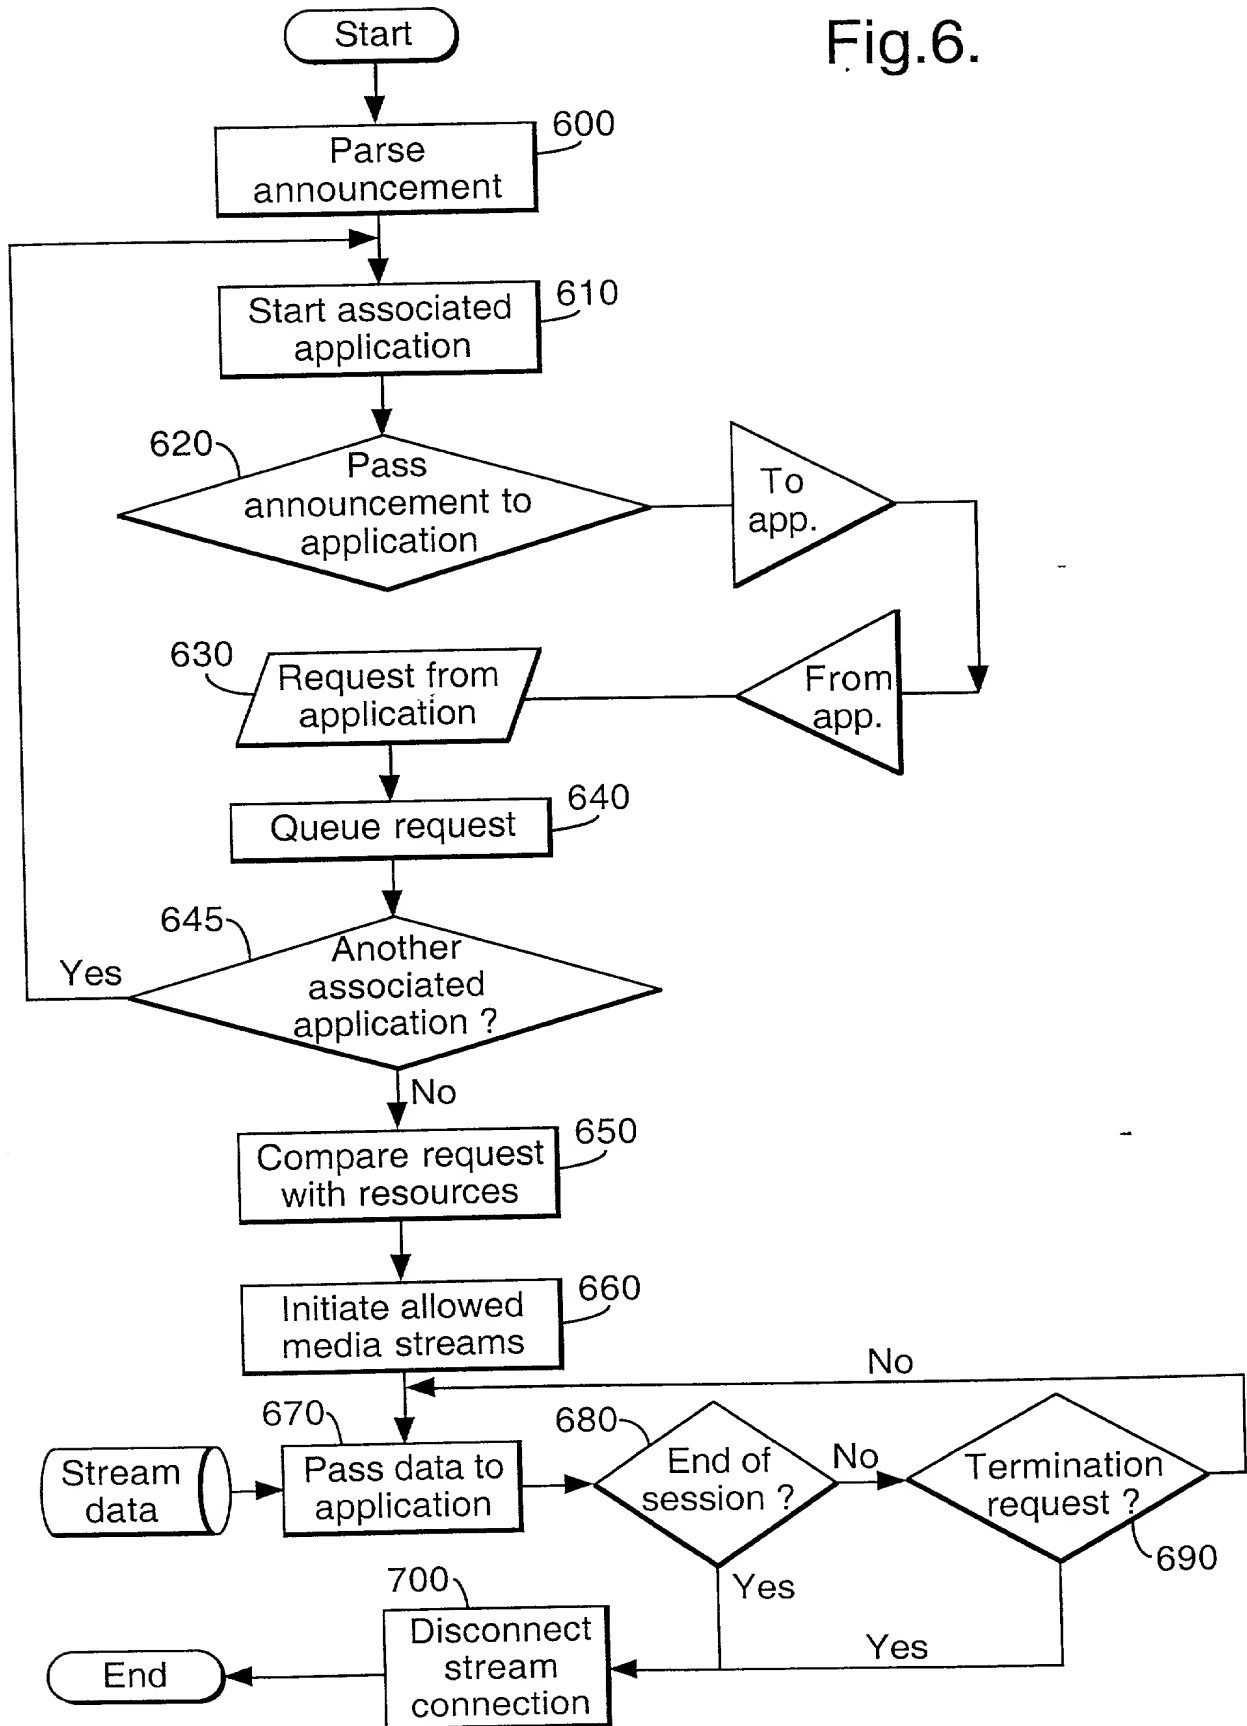 Start
Fig.6.
Parse
announcement
600
Start associated
application
610
620
Pass
announcement to
application
To
app.
630
Request from
application
From
app.
Queue request
640
645
Another
associated
application ?
Yes
No
Compare request
with resources
650
Initiate allowed
media streams
660
No
Stream
data
670
Pass data to
application
680
End of
session ?
No
Termination
request ?
690
Yes
Yes
700
Disconnect
stream
connection
End